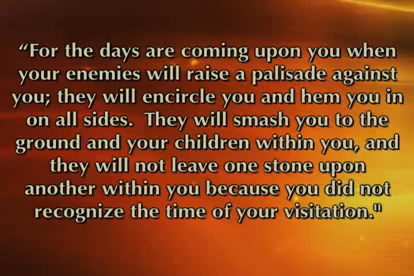 “For the days are coming upon you when
your enemies will raise a palisade against
you; they will encircle you and hem you in
on all sides.  They will smash you to the
ground and your children within you, and
they will not leave one stone upon
another within you because you did not
recognize the time of your visitation."